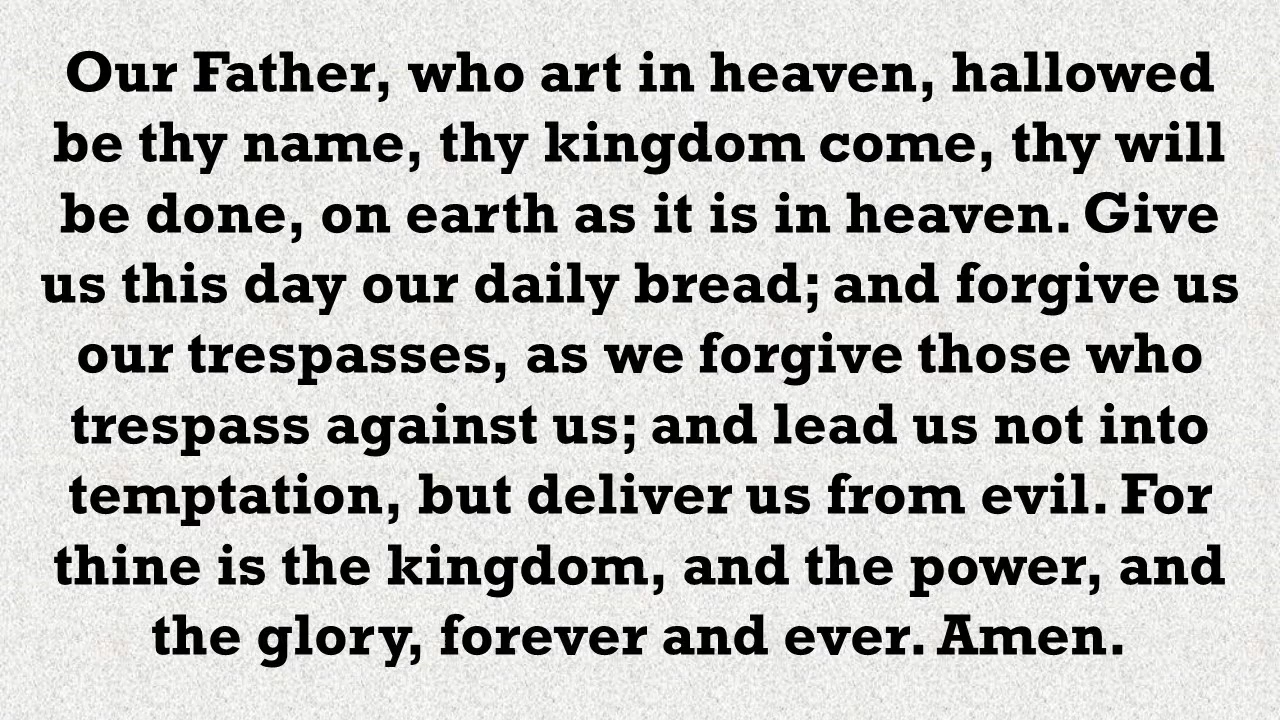 Our Father, who art in heaven, hallowed
be thy name, thy kingdom come, thy will
be done, on earth as it is in heaven. Give
us this day our daily bread; and forgive us
our trespasses, as we forgive those who
trespass against us; and lead us not into
temptation, but deliver us from evil. For
thine is the kingdom, and the power, and
the glory, forever and ever. Amen.